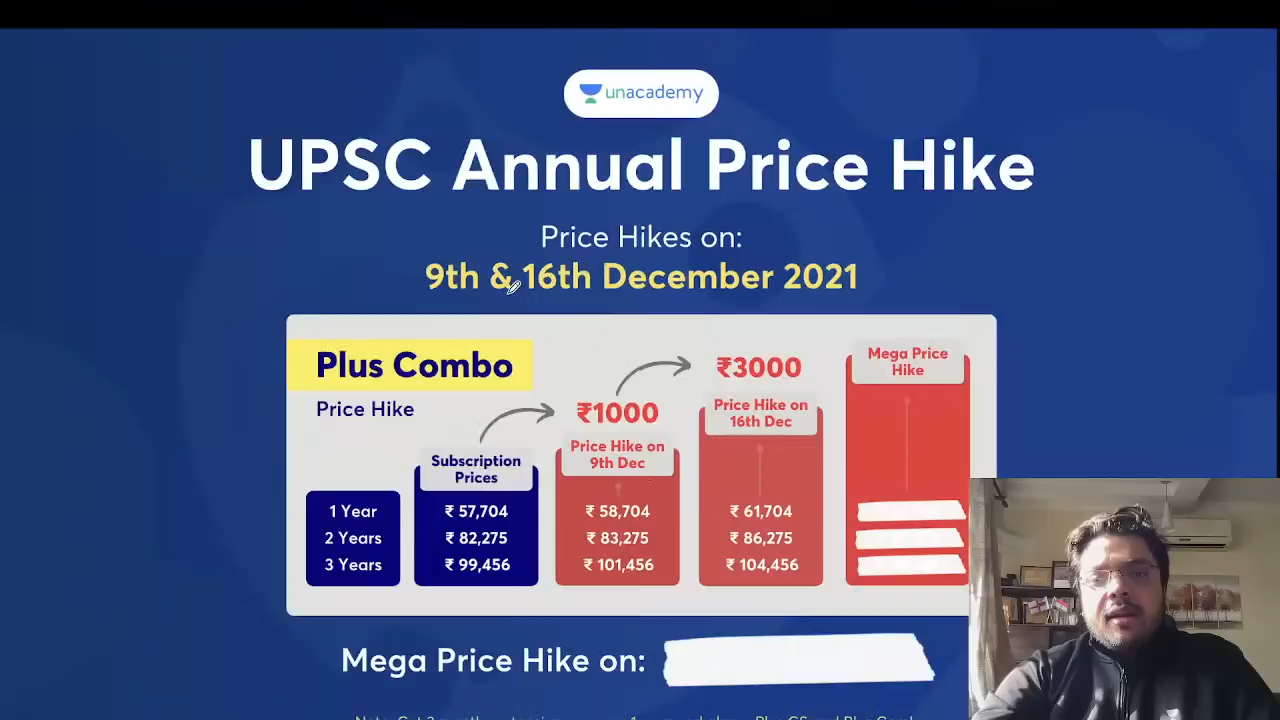 unacademy
UPSC Annual Price Hike
Price Hikes on:
9th & 16th December 2021
Plus Combo
Price Hike
₹1000
₹3000
Subscription
Prices
Price Hike on
9th Dec
Price Hike on
16th Dec
Mega Price
Hike
1 Year ₹ 57,704 ₹ 58,704 ₹ 61,704
2 Years ₹ 82,275 ₹ 83,275 ₹ 86,275
3 Years ₹ 99,456 ₹ 101,456 ₹ 104,456
Mega Price Hike on: